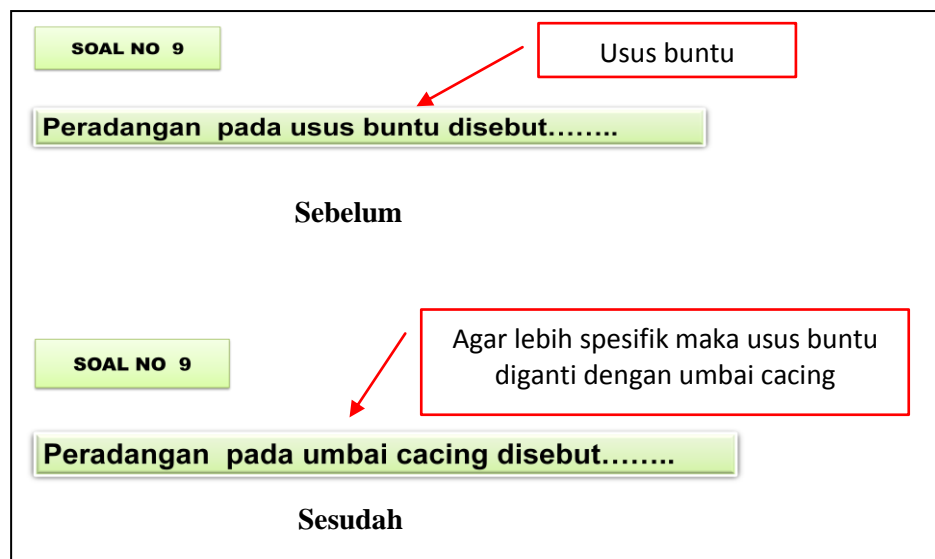 SOAL NO 9
Usus buntu
Peradangan pada usus buntu disebut........
Sebelum
Agar lebih spesifik maka usus buntu
diganti dengan umbai cacing
SOAL NO 9
Peradangan pada umbai cacing disebut........
Sesudah